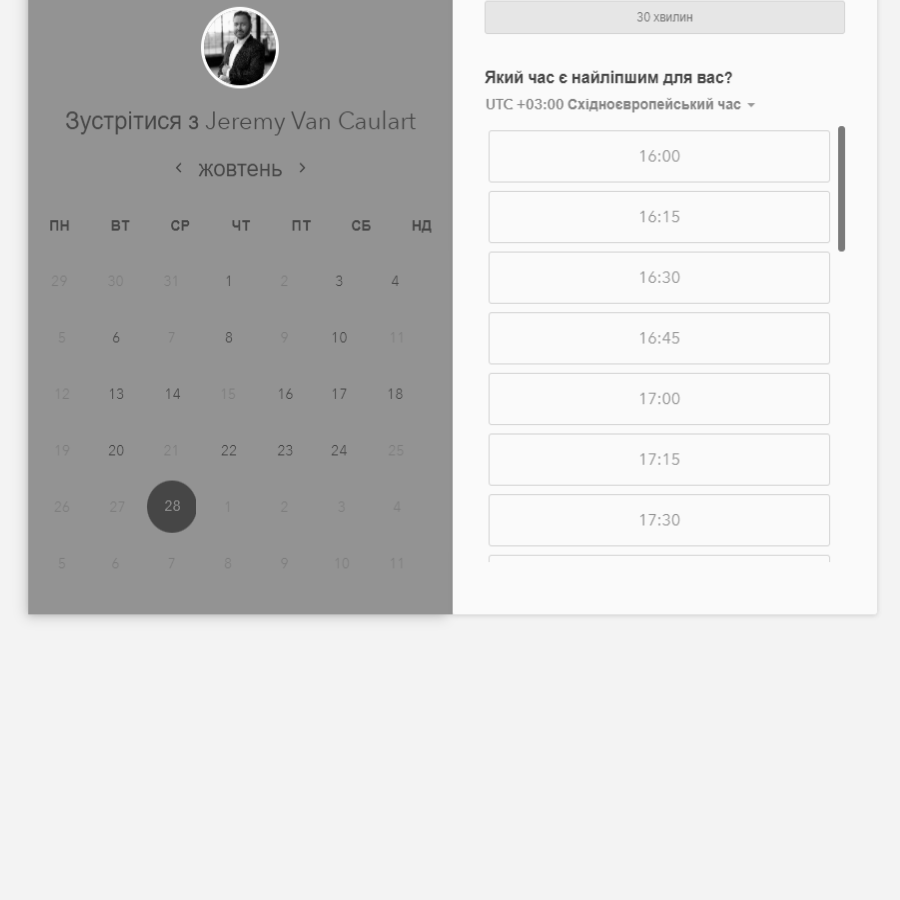 Зустрітися з Jeremy Van Caulart
жовтень
ПН ВТ СР ЧТ ПТ СБ НД
29 30 31 1 2 3 4
5 6 7 8 9 10 11
12 13 14 15 16 17 18
19 20 21 22 23 24 25
26 27 28 1 2 3 4
5 6 7 8 9 10 11
30 хвилин
Який час є найліпшим для вас?
UTC +03:00 Східноєвропейський час
16:00
16:15
16:30
16:45
17:00
17:15
17:30